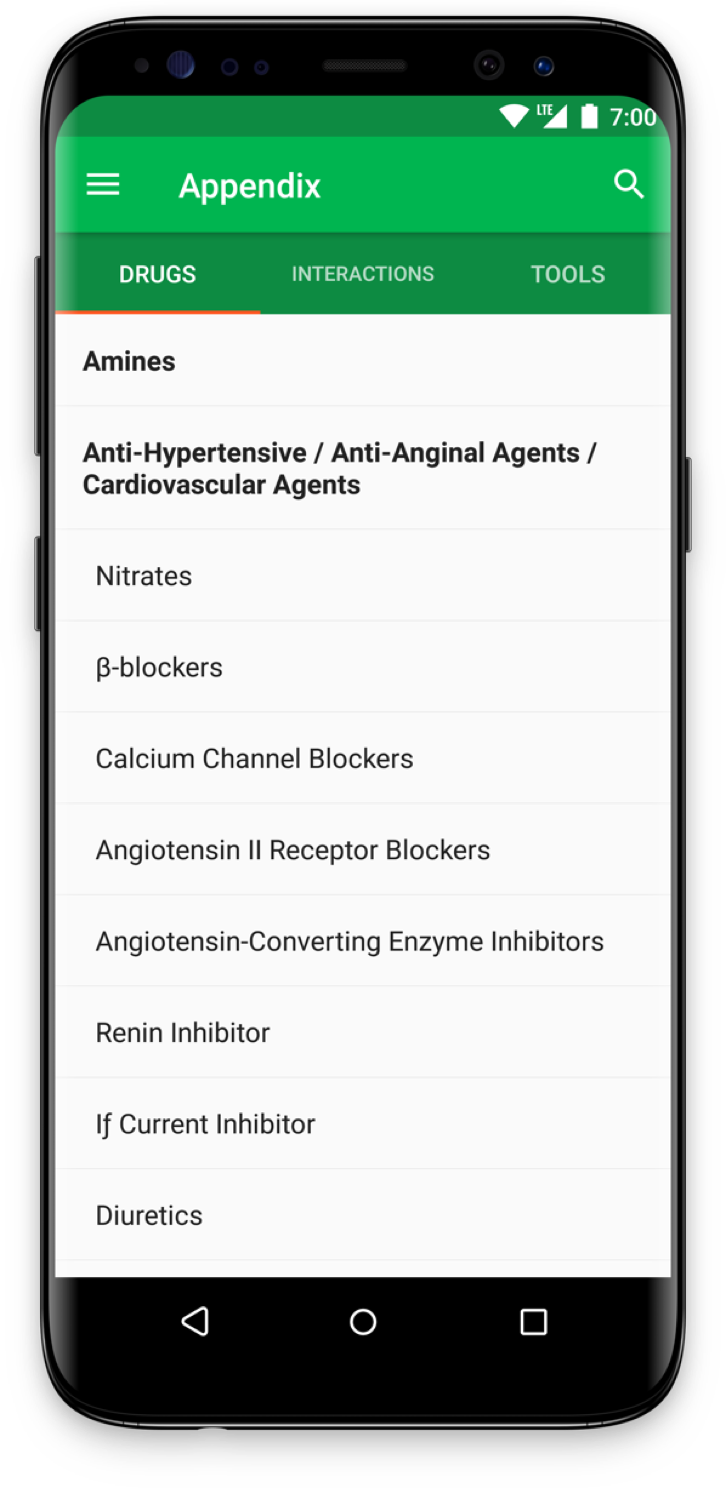 LTE 7:00
Appendix
DRUGS INTERACTIONS TOOLS
Amines
Anti-Hypertensive / Anti-Anginal Agents /
Cardiovascular Agents
Nitrates
β-blockers
Calcium Channel Blockers
Angiotensin II Receptor Blockers
Angiotensin-Converting Enzyme Inhibitors
Renin Inhibitor
Iƒ Current Inhibitor
Diuretics